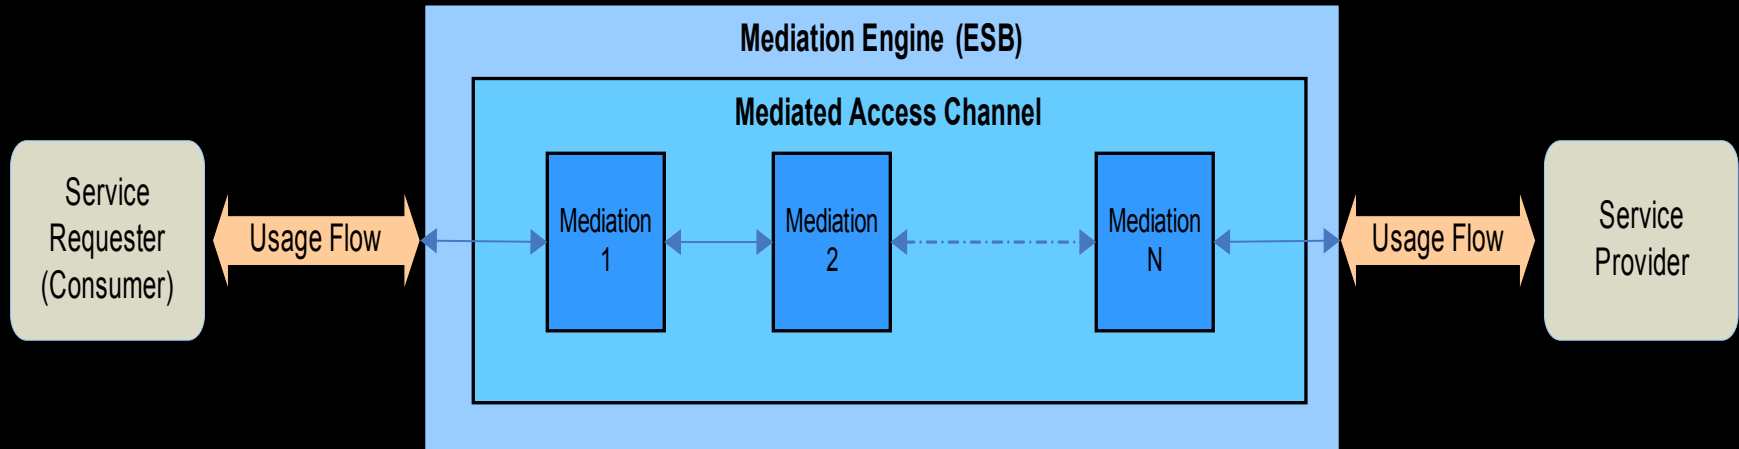 Mediation Engine (ESB)
Mediated Access Channel
Service
Requester
(Consumer)
Usage Flow
Mediation
1
Mediation
2
Mediation
N
Usage Flow
Service
Provider